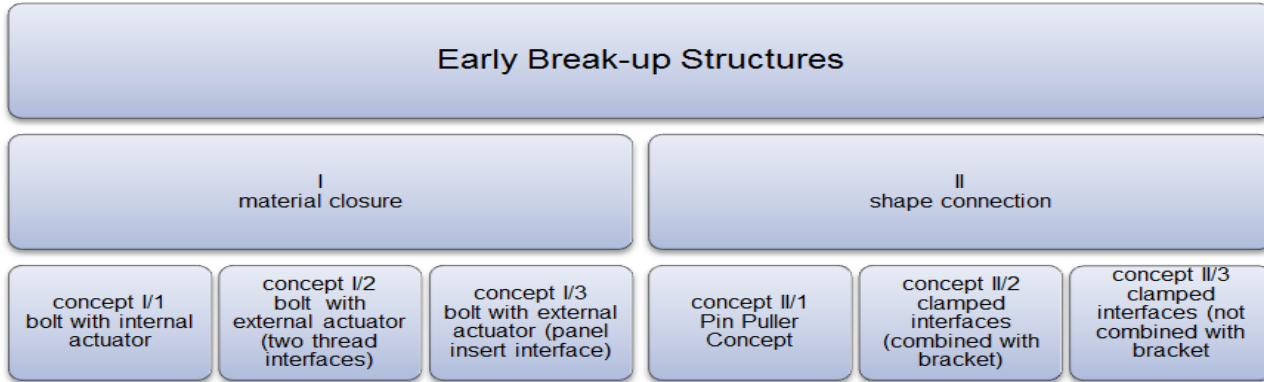 Early Break-up Structures
I
material closure
II
shape connection
concept I/1
bolt with internal
actuator
concept I/2
bolt with
external actuator
(two thread
interfaces)
concept I/3
bolt with external
actuator (panel
insert interface)
concept II/1
Pin Puller
Concept
concept II/2
clamped
interfaces
(combined with
bracket)
concept II/3
clamped
interfaces (not
combined with
bracket